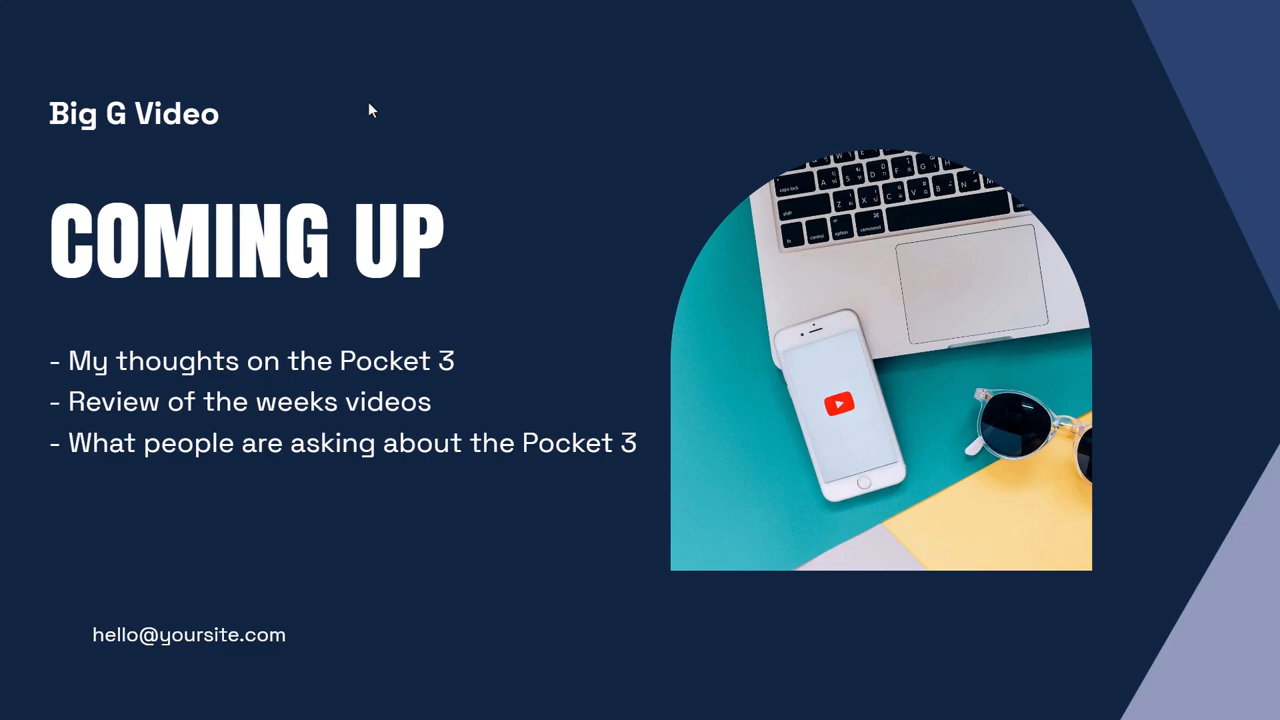 Big G Video
COMING UP
- My thoughts on the Pocket 3
- Review of the weeks videos
- What people are asking about the Pocket 3
hello@yoursite.com